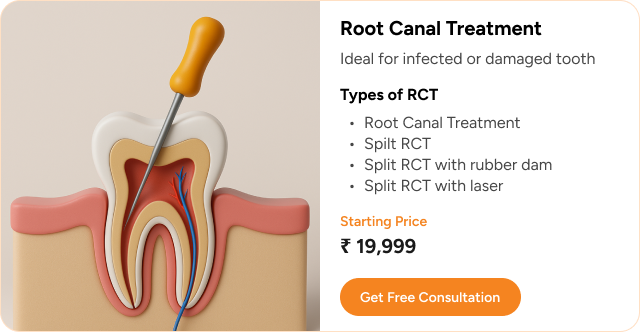 Root Canal Treatment
Ideal for infected or damaged tooth
Types of RCT
• Root Canal Treatment
• Spilt RCT
• Split RCT with rubber dam
• Split RCT with laser
Starting Price
₹ 19,999
Get Free Consultation